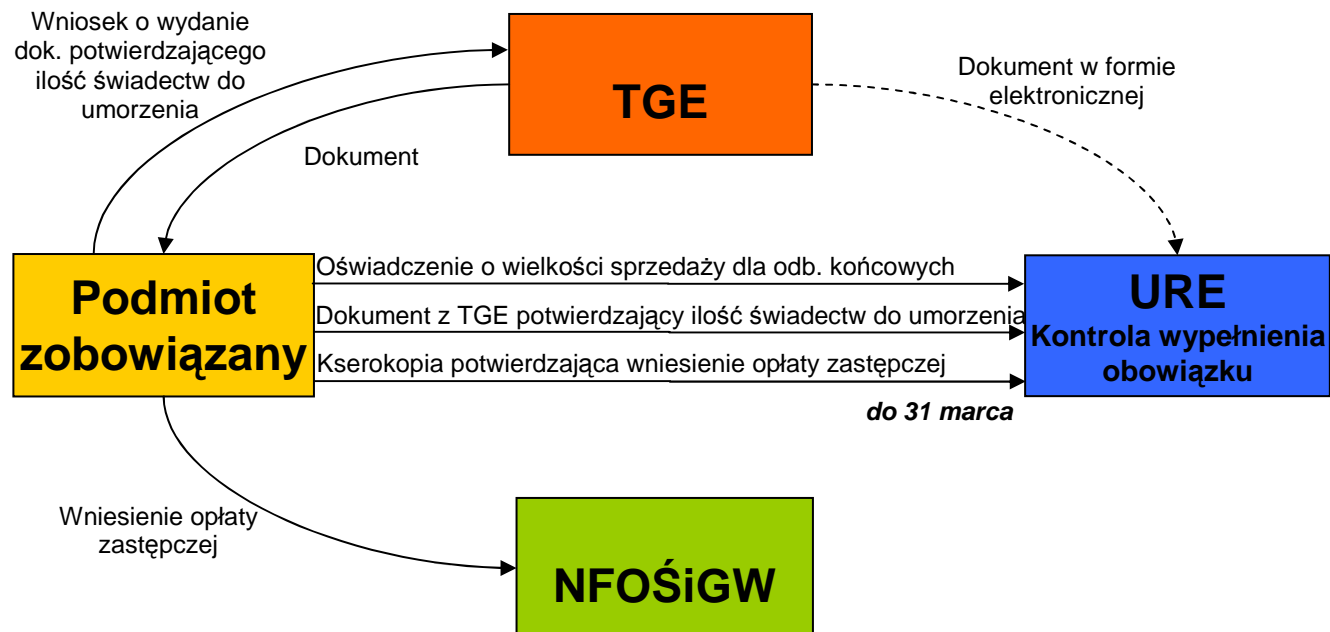 Wniosek o wydanie
dok. potwierdzającego
ilość świadectw do
umorzenia
TGE
Dokument w formie
elektronicznej
Dokument
Podmiot
zobowiązany
Oświadczenie o wielkości sprzedaży dla odb. końcowych
Dokument z TGE potwierdzający ilość świadectw do umorzenia
Kserokopia potwierdzająca wniesienie opłaty zastępczej
do 31 marca
URE
Kontrola wypełnienia
obowiązku
Wniesienie opłaty
zastępczej
NFOŚiGW